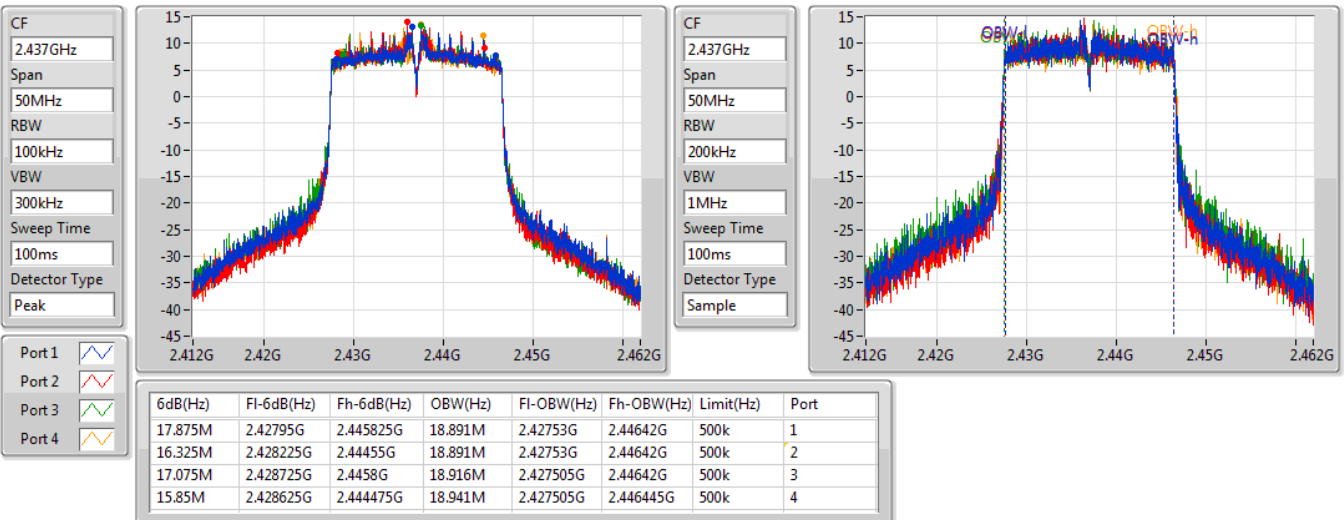 CF
2.437GHz
Span
50MHz
RBW
100kHz
VBW
300kHz
Sweep Time
100ms
Detector Type
Peak
15
10
5
0
-5
-10
-15
-20
-25
-30
-35
-40
-45
2.412G 2.42G 2.43G 2.44G 2.45G 2.462G
CF
2.437GHz
Span
50MHz
RBW
200kHz
VBW
1MHz
Sweep Time
100ms
Detector Type
Sample
15
10
5
0
-5
-10
-15
-20
-25
-30
-35
-40
-45
OBW-h
OBW-h
2.412G 2.42G 2.43G 2.44G 2.45G 2.462G
Port 1
Port 2
Port 3
Port 4
6dB(Hz) Fl-6dB(Hz) Fh-6dB(Hz) OBW(Hz) Fl-OBW(Hz) Fh-OBW(Hz) Limit(Hz) Port
17.875M 2.42795G 2.445825G 18.891M 2.42753G 2.44642G 500k 1
16.325M 2.428225G 2.44455G 18.891M 2.42753G 2.44642G 500k 2
17.075M 2.428725G 2.4458G 18.916M 2.427505G 2.44642G 500k 3
15.85M 2.428625G 2.444475G 18.941M 2.427505G 2.446445G 500k 4